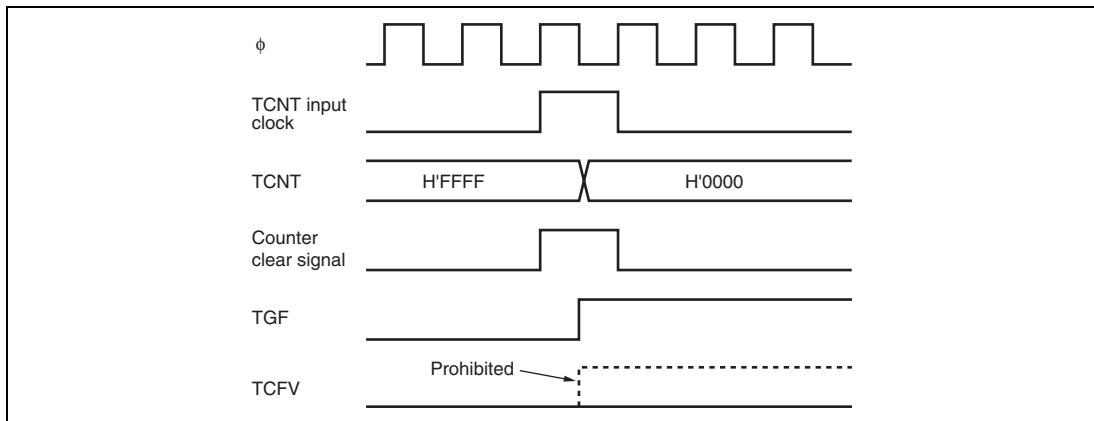 ϕ
TCNT input
clock
TCNT
H'FFFF
H'0000
Counter
clear signal
TGF
Prohibited
TCFV